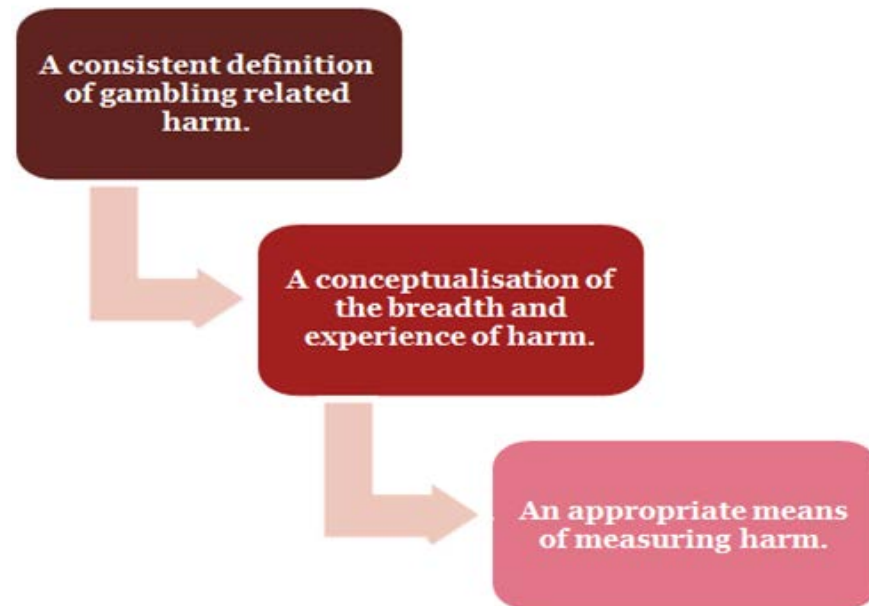 A consistent definition
of gambling related
harm.
A conceptualisation of
the breadth and
experience of harm.
An appropriate means
of measuring harm.